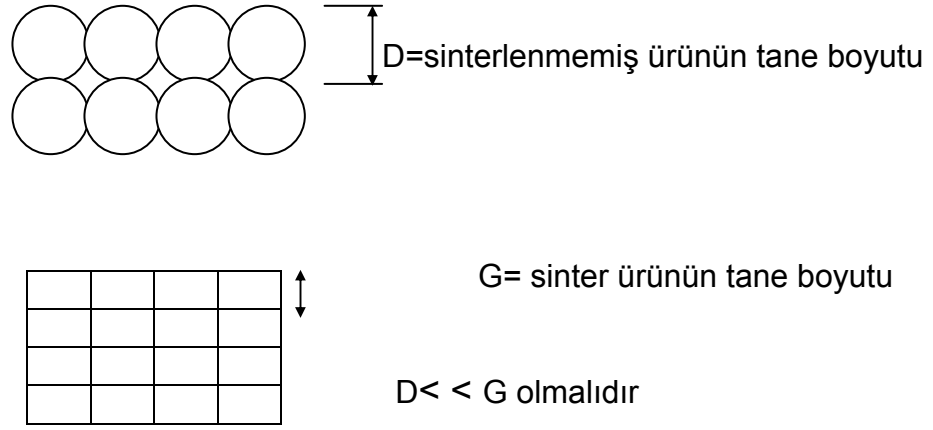 D=sinterlenmemiş ürünün tane boyutu
G= sinter ürünün tane boyutu
D< < G olmalıdır